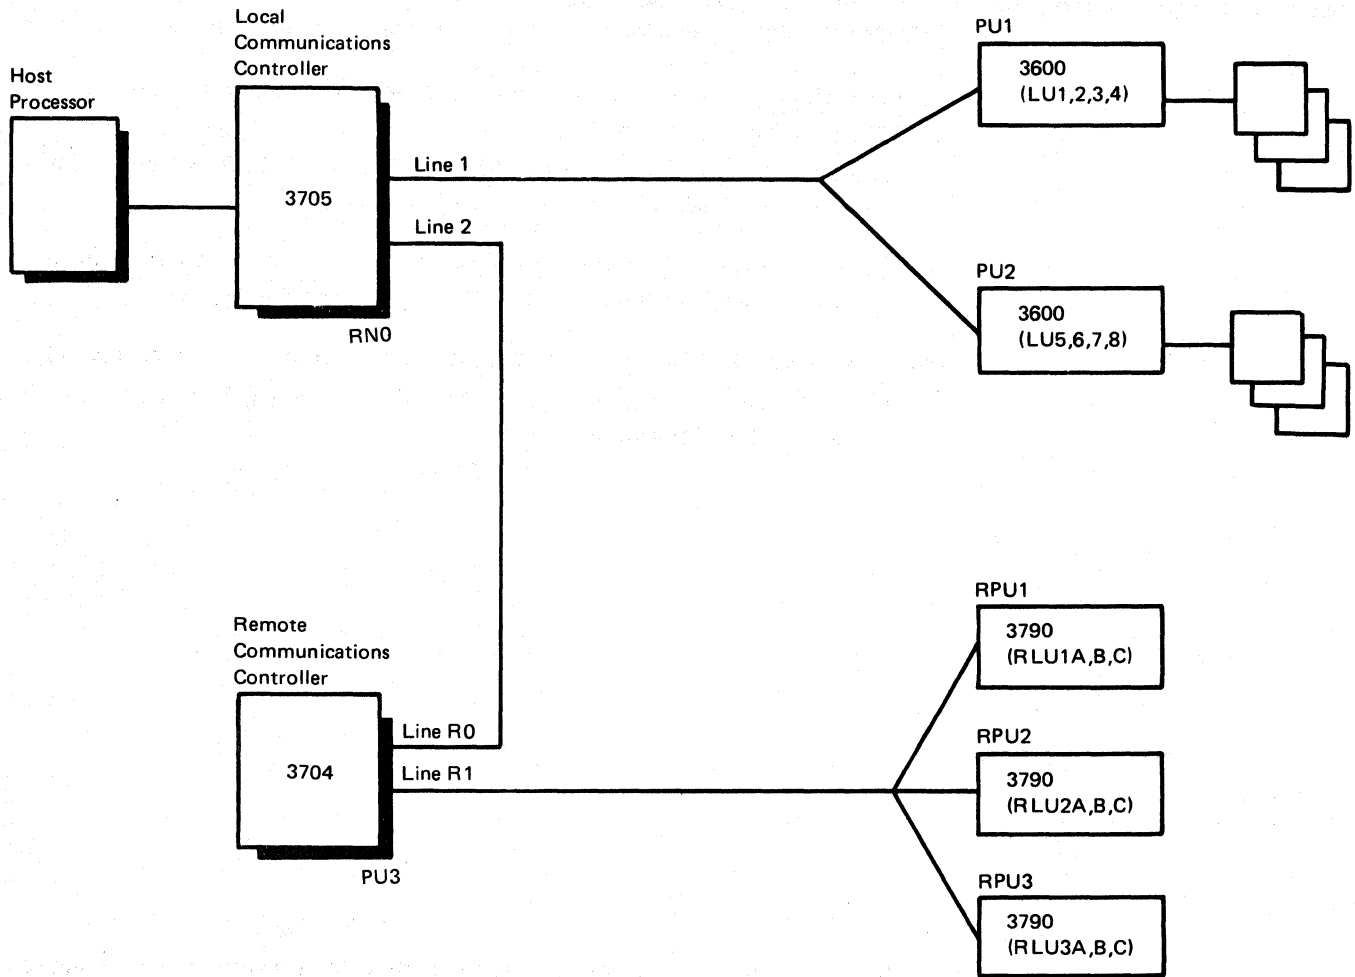 Local
Communications
Controller
Host
Processor
3705
RN0
Line 1
Line 2
PU1
3600
(LU1,2,3,4)
PU2
3600
(LU5,6,7,8)
Remote
Communications
Controller
3704
PU3
Line R0
Line R1
RPU1
3790
(RLU1A,B,C)
RPU2
3790
(RLU2A,B,C)
RPU3
3790
(RLU3A,B,C)